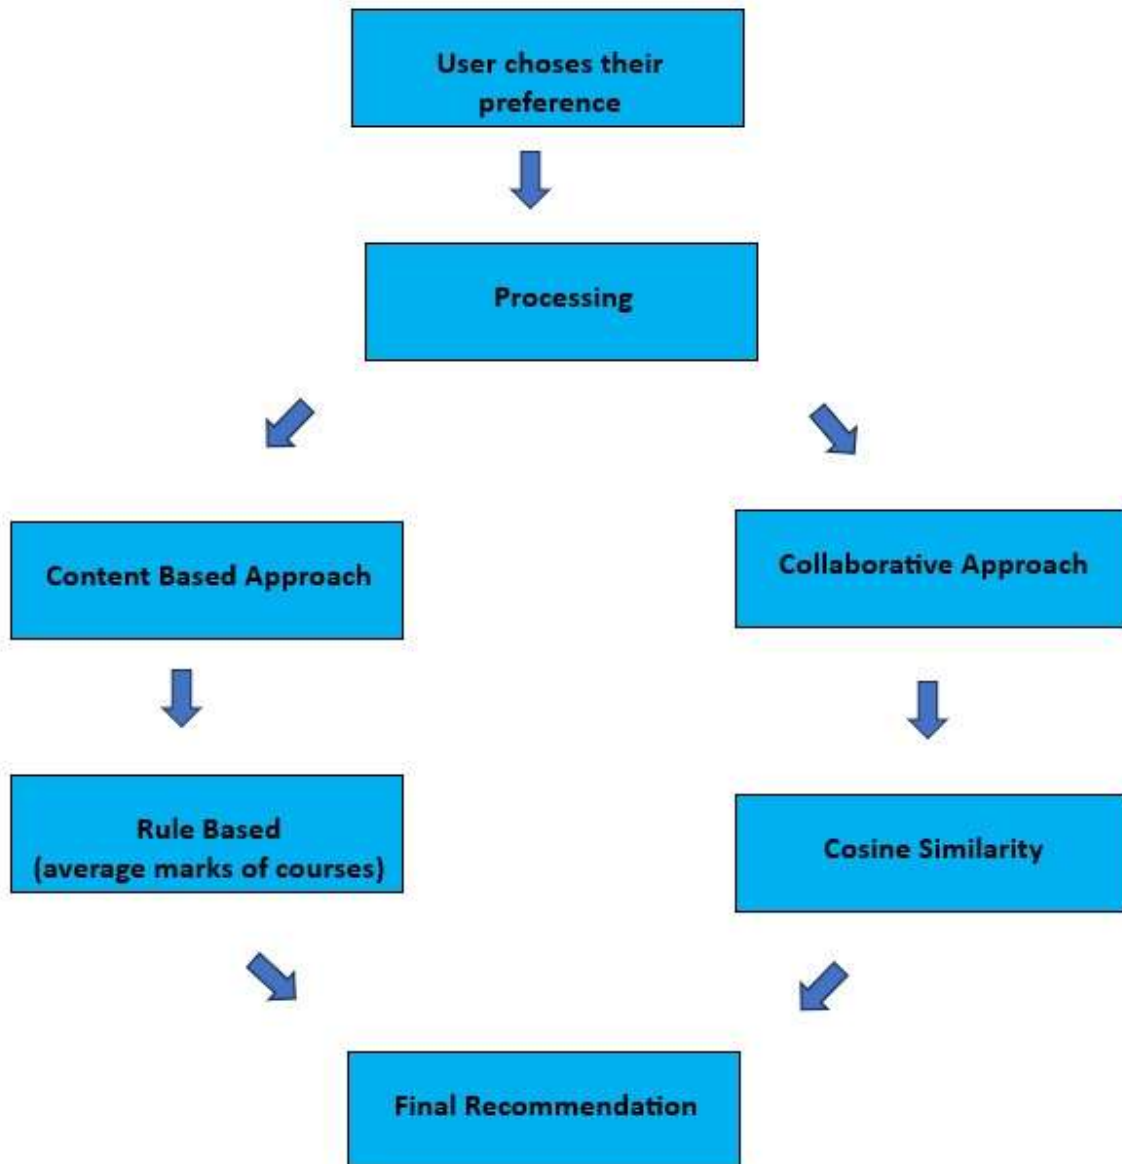 User choses their
preference
Processing
Content Based Approach
Collaborative Approach
Rule Based
(average marks of courses)
Cosine Similarity
Final Recommendation